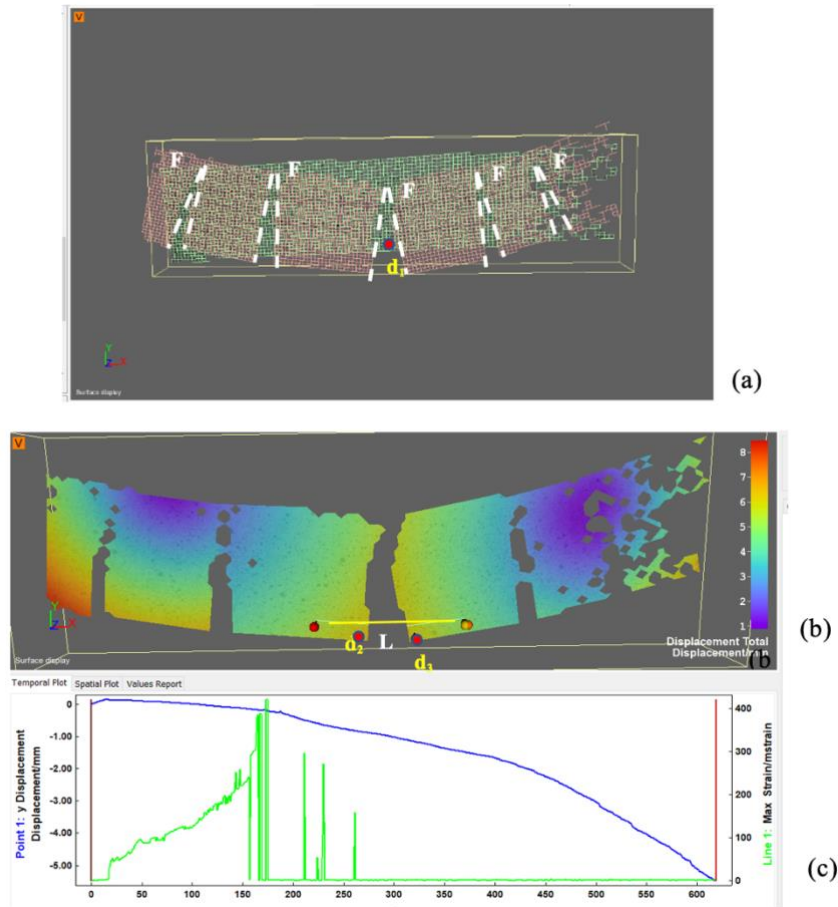 V
F
F
F
F
F
d₁
Y
Z
X
Surface display
(a)
V
8
7
6
5
4
3
2
1
Displacement Total
Displacement/mm
(b
(b)
Y
Z
X
d₂
L
d₃
Surface display
Temporal Plot
Spatial Plot
Values Report
Point 1: y Displacement
Displacement/mm
0
-1.00
-2.00
-3.00
-4.00
-5.00
400
300
200
100
0
Line 1: Max Strain/mstrain
(c)
0 50 100 150 200 250 300 350 400 450 500 550 600